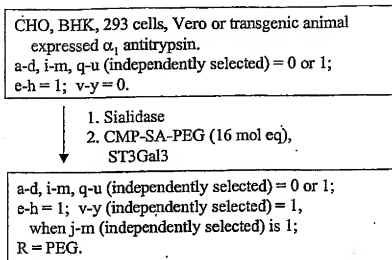 CHO, BHK, 293 cells, Vero or transgenic animal
expressed α₁ antitrypsin.
a-d, i-m, q-u (independently selected) = 0 or 1;
e-h = 1; v-y = 0.
1. Sialidase
2. CMP-SA-PEG (16 mol eq),
ST3Gal3
a-d, i-m, q-u (independently selected) = 0 or 1;
e-h = 1; v-y (independently selected) = 1,
when j-m (independently selected) is 1;
R = PEG.